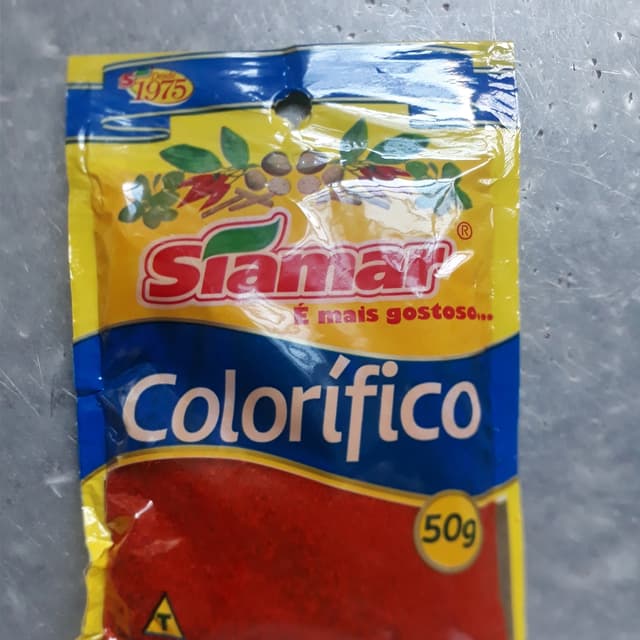 1975
Siamar®
É mais gostoso...
Colorífico
50g
T